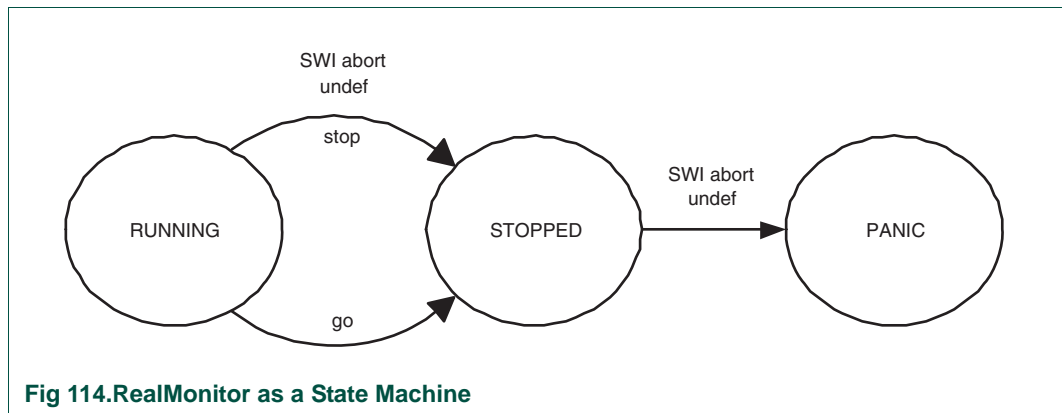 SWI abort
undef
stop
SWI abort
undef
RUNNING
STOPPED
PANIC
go
Fig 114.RealMonitor as a State Machine